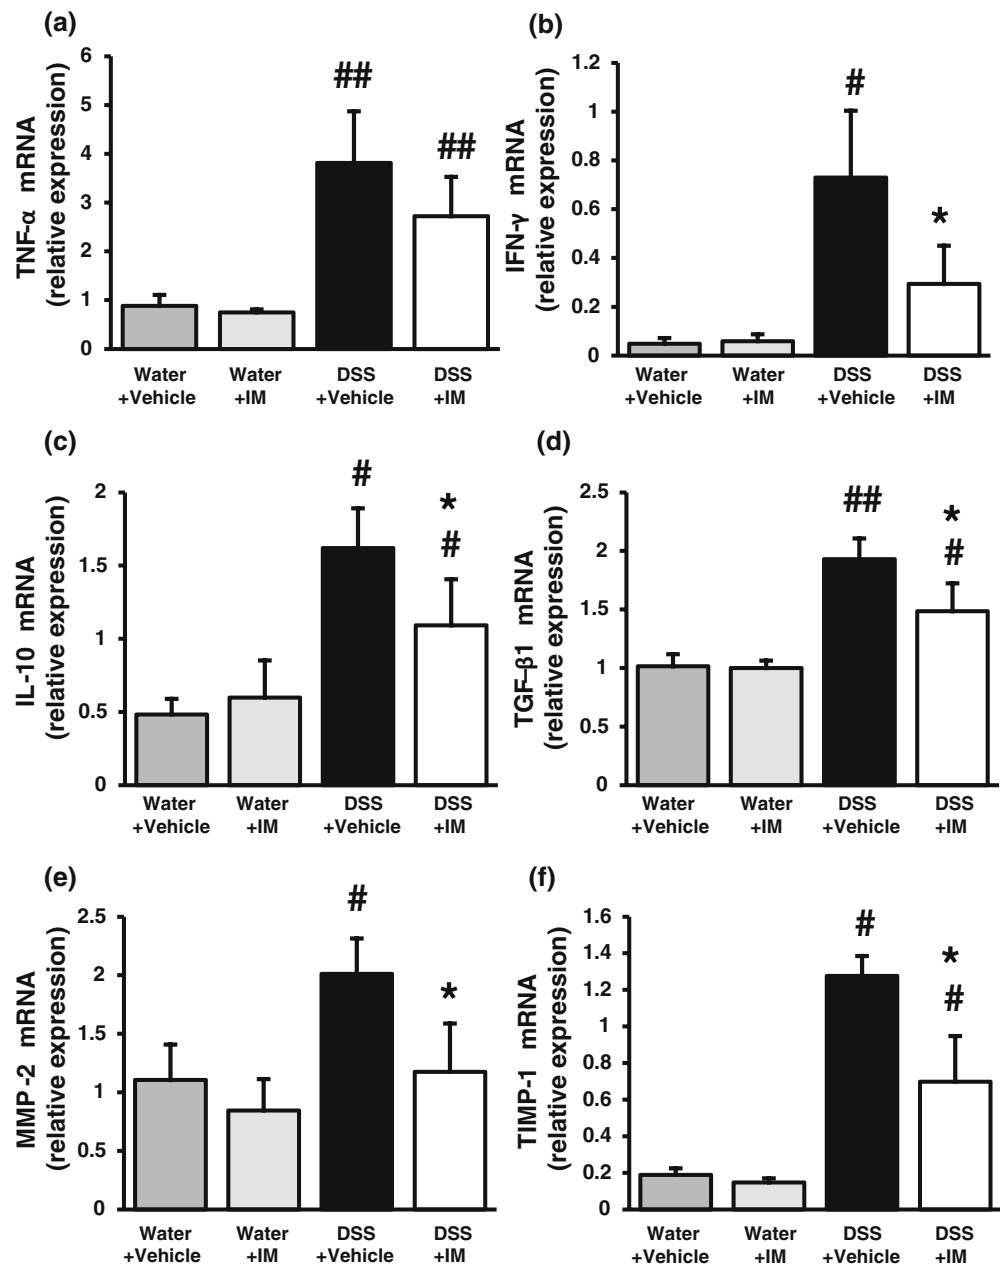 (a)
TNF-α mRNA
(relative expression)
6
5
4
3
2
1
0
##
##
Water
+Vehicle
Water
+IM
DSS
+Vehicle
DSS
+IM
(b)
IFN-γ mRNA
(relative expression)
1.2
1
0.8
0.6
0.4
0.2
0
#
*
Water
+Vehicle
Water
+IM
DSS
+Vehicle
DSS
+IM
(c)
IL-10 mRNA
(relative expression)
2
1.5
1
0.5
0
#
*
#
Water
+Vehicle
Water
+IM
DSS
+Vehicle
DSS
+IM
(d)
TGF–β1 mRNA
(relative expression)
2.5
2
1.5
1
0.5
0
##
*
#
Water
+Vehicle
Water
+IM
DSS
+Vehicle
DSS
+IM
(e)
MMP-2 mRNA
(relative expression)
2.5
2
1.5
1
0.5
0
#
*
Water
+Vehicle
Water
+IM
DSS
+Vehicle
DSS
+IM
(f)
TIMP-1 mRNA
(relative expression)
1.6
1.4
1.2
1
0.8
0.6
0.4
0.2
0
#
*
#
Water
+Vehicle
Water
+IM
DSS
+Vehicle
DSS
+IM